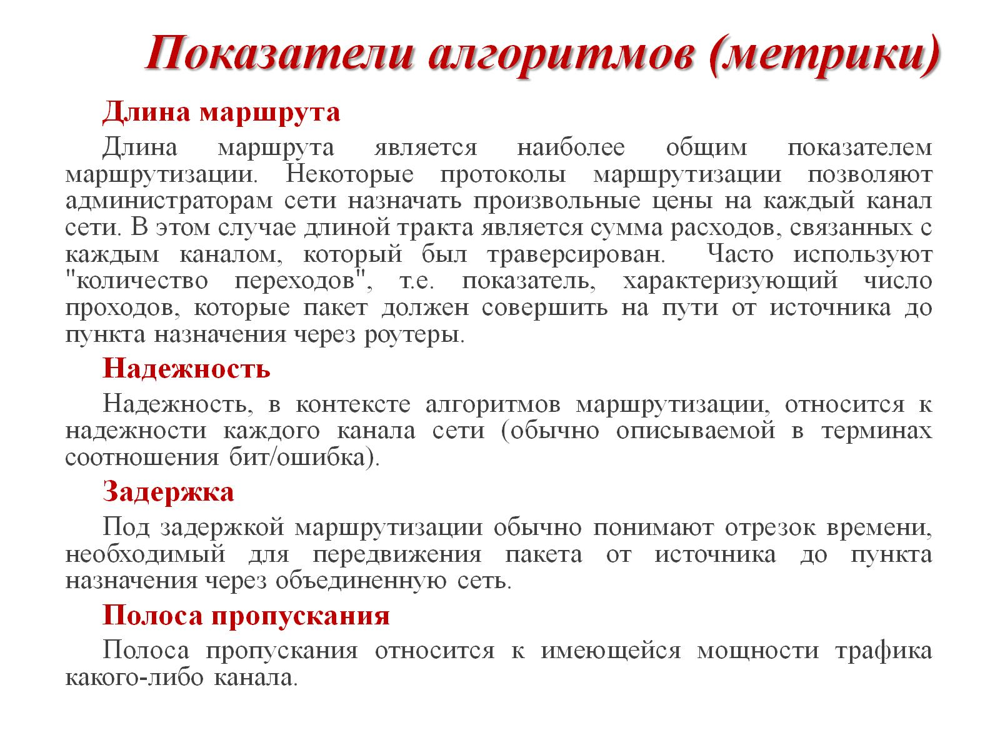 Показатели алгоритмов (метрики)
Длина маршрута
Длина маршрута является наиболее общим показателем
маршрутизации. Некоторые протоколы маршрутизации позволяют
администраторам сети назначать произвольные цены на каждый канал
сети. В этом случае длиной тракта является сумма расходов, связанных с
каждым каналом, который был траверсирован. Часто используют
"количество переходов", т.е. показатель, характеризующий число
проходов, которые пакет должен совершить на пути от источника до
пункта назначения через роутеры.
Надежность
Надежность, в контексте алгоритмов маршрутизации, относится к
надежности каждого канала сети (обычно описываемой в терминах
соотношения бит/ошибка).
Задержка
Под задержкой маршрутизации обычно понимают отрезок времени,
необходимый для передвижения пакета от источника до пункта
назначения через объединенную сеть.
Полоса пропускания
Полоса пропускания относится к имеющейся мощности трафика
какого-либо канала.